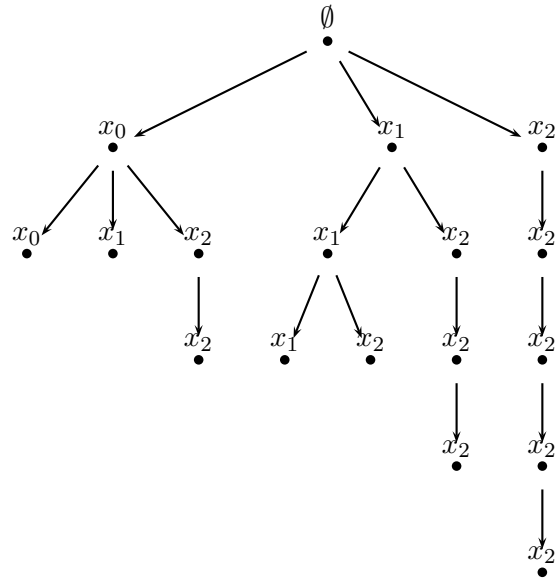 ∅
x₀ x₁ x₂
x₀ x₁ x₂ x₁ x₂ x₂
x₂ x₁ x₂ x₂ x₂
x₂ x₂
x₂